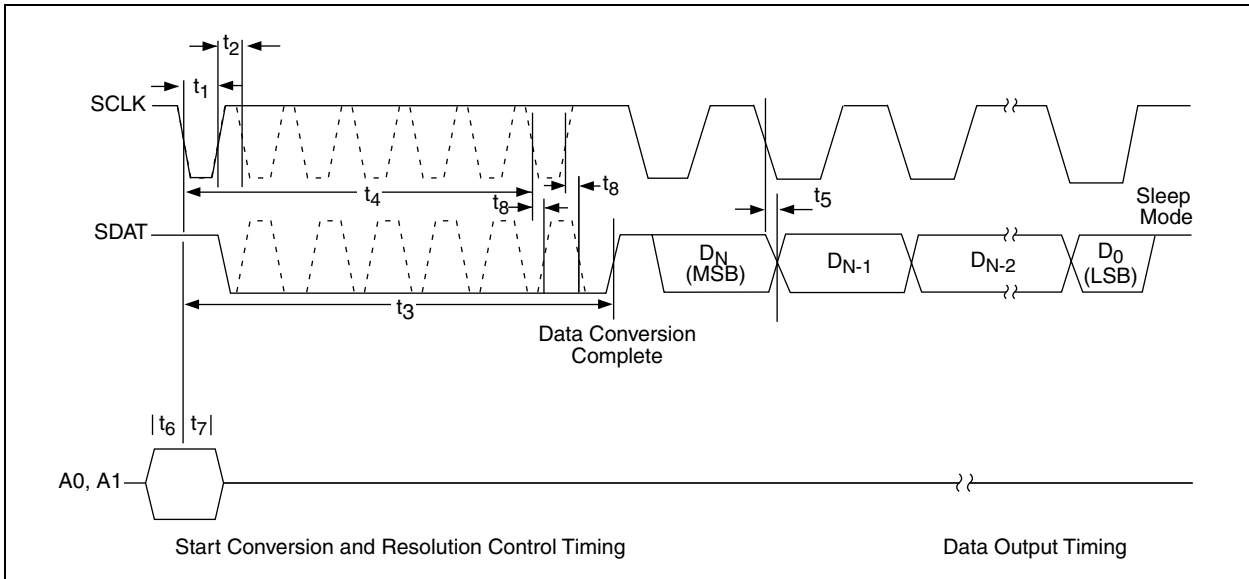 t2
t1
SCLK
t4
t8
t8
t5
Sleep
Mode
SDAT
DN
(MSB)
DN-1
DN-2
D0
(LSB)
t3
Data Conversion
Complete
t6
t7
A0, A1
Start Conversion and Resolution Control Timing
Data Output Timing